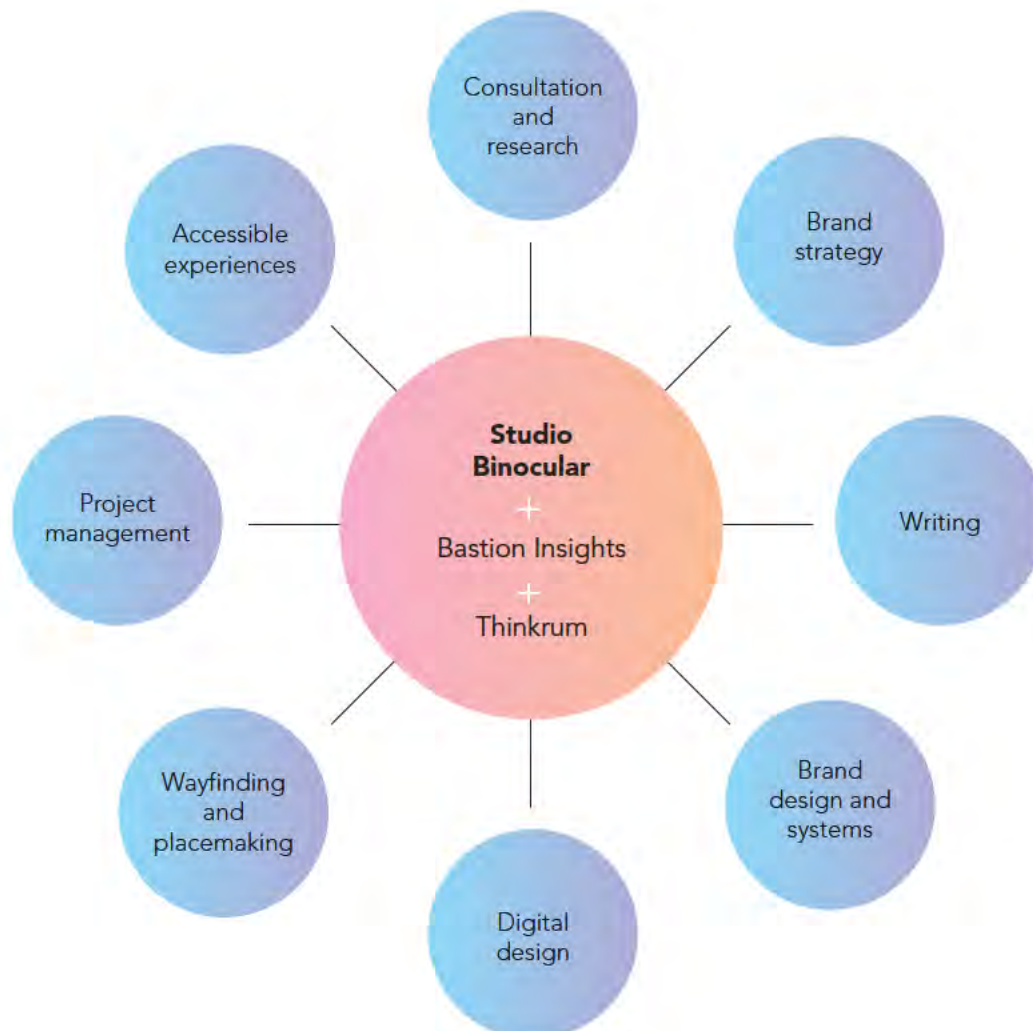 Consultation
and
research
Accessible
experiences
Brand
strategy
Project
management
Studio
Binocular
+
Bastion Insights
+
Thinkrum
Writing
Wayfinding
and
placemaking
Brand
design and
systems
Digital
design